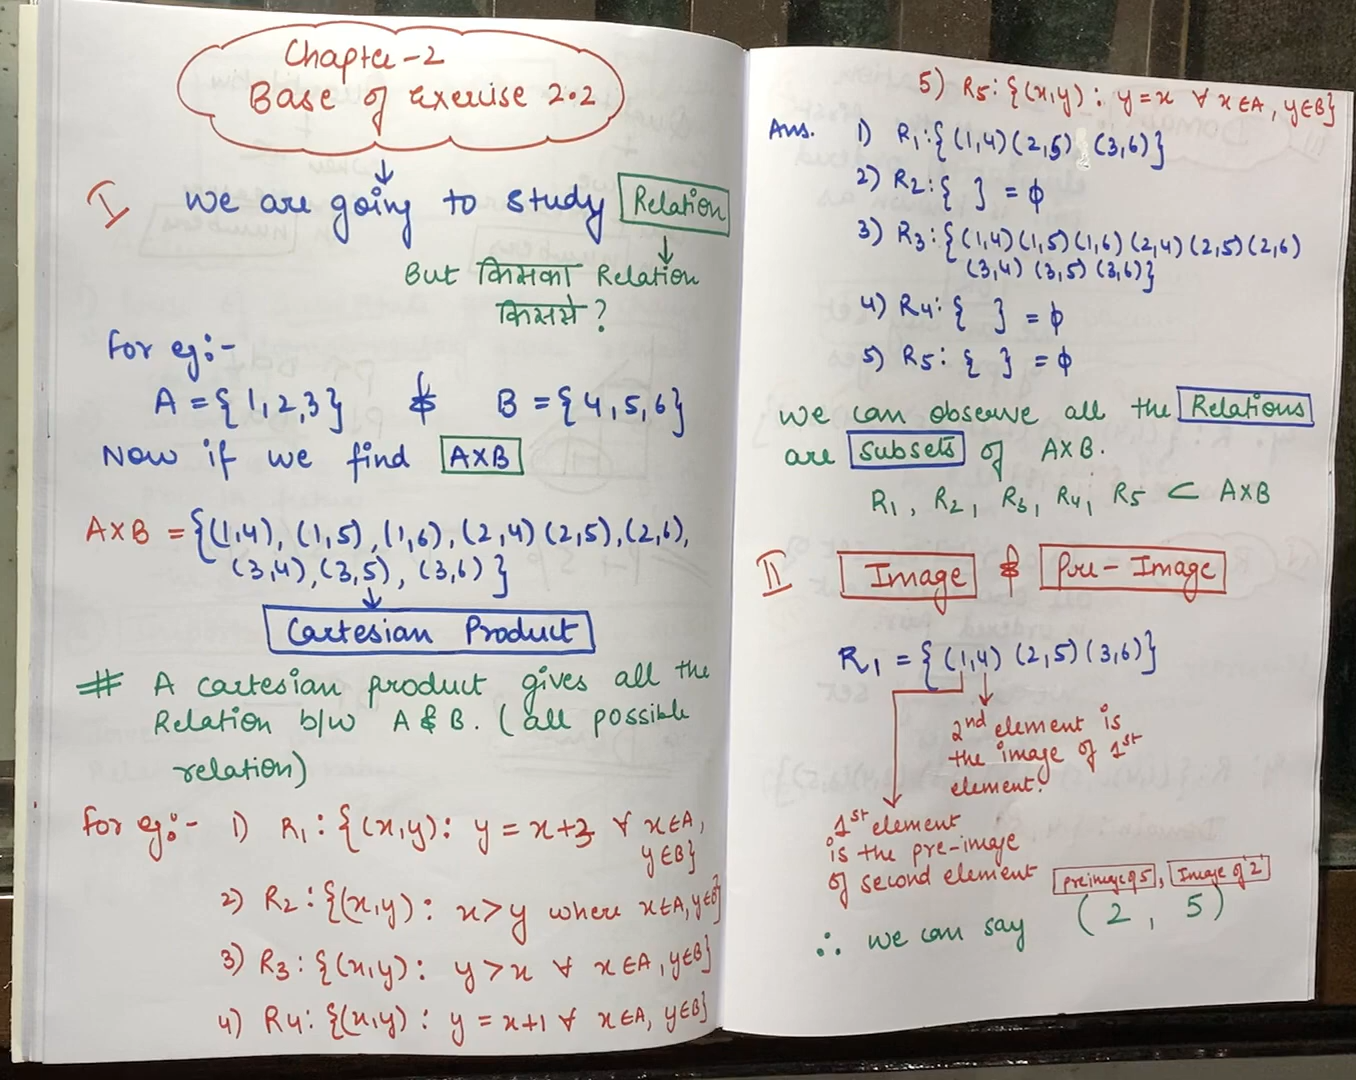 Chapter-2
Base of Exercise 2.2
↓
I we are going to study Relation
↓
But किसका Relation
किससे ?
For eg:-
A = {1,2,3} & B = {4,5,6}
Now if we find A×B
A×B = {(1,4), (1,5), (1,6), (2,4) (2,5), (2,6),
(3,4), (3,5), (3,6)}
↓
Cartesian Product
# A cartesian product gives all the
Relation b/w A & B. (all possible
relation)
For eg:- 1) R₁ : {(x,y): y = x+3 ∀ x∈A,
y∈B}
2) R₂ : {(x,y): x>y where x∈A, y∈B}
3) R₃ : {(x,y): y>x ∀ x∈A, y∈B}
4) R₄: {(x,y) : y = x+1 ∀ x∈A, y∈B}
5) R₅: {(x,y) : y=x ∀ x∈A, y∈B}
Ans. 1) R₁:{(1,4)(2,5) (3,6)}
2) R₂:{ } = ϕ
3) R₃:{(1,4)(1,5)(1,6)(2,4)(2,5)(2,6)
(3,4) (3,5) (3,6)}
4) R₄: { } = ϕ
5) R₅: { } = ϕ
we can observe all the Relations
are Subsets of A×B.
R₁, R₂, R₃, R₄, R₅ ⊂ A×B
II Image & Pre-Image
R₁ = {(1,4) (2,5) (3,6)}
2nd element is
the image of 1st
element.
1st element
is the pre-image
of second element
preimage of 5, Image of '2'
∴ we can say (2, 5)